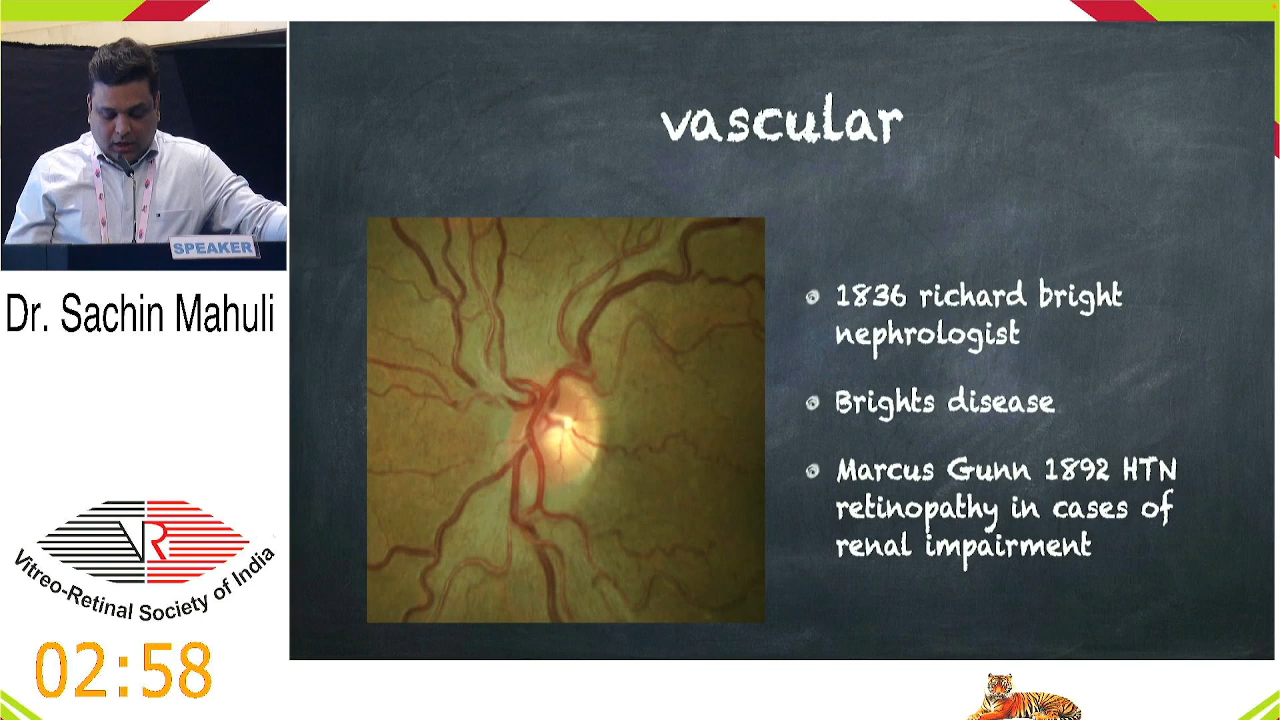 vascular
SPEAKER
1836 richard bright
nephrologist
Brights disease
Marcus Gunn 1892 HTN
retinopathy in cases of
renal impairment
Dr. Sachin Mahuli
VR
Vitreo-Retinal Society of India
02:58